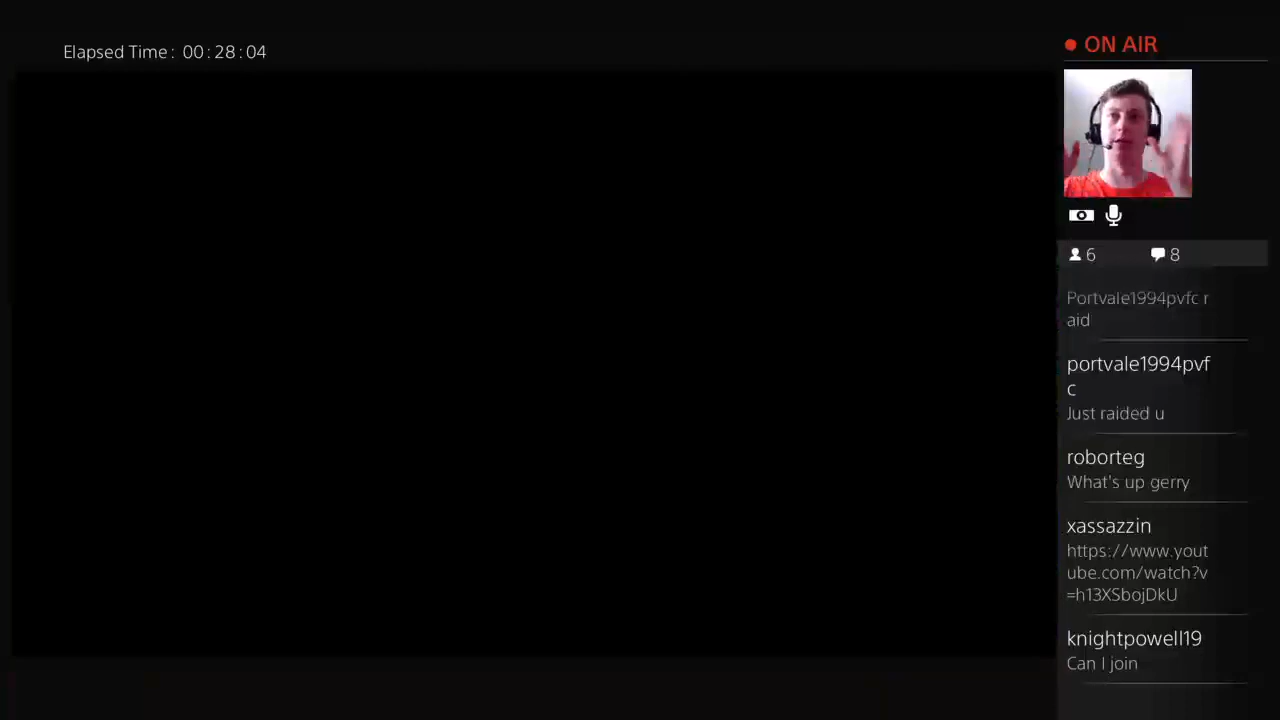 Elapsed Time: 00:28:04
ON AIR
6 8
Portvale1994pvfc r
aid
portvale1994pvf
c
Just raided u
roborteg
What's up gerry
xassazzin
https://www.yout
ube.com/watch?v
=h13XSbojDkU
knightpowell19
Can I join